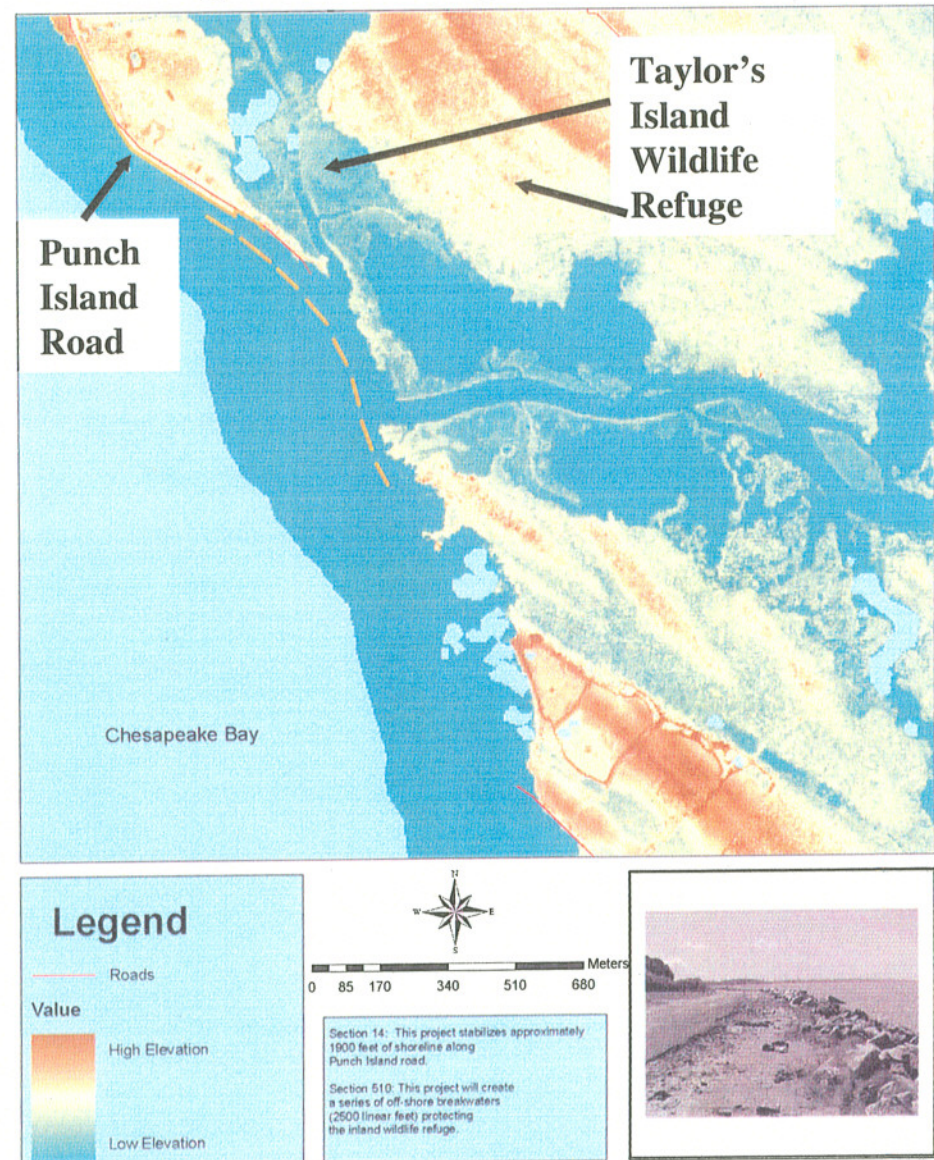 Taylor's
Island
Wildlife
Refuge
Punch
Island
Road
Chesapeake Bay
Legend
Roads
Value
High Elevation
Low Elevation
N
W E
S
Meters
0 85 170 340 510 680
Section 14: This project stabilizes approximately
1900 feet of shoreline along
Punch Island road.
Section 510: This project will create
a series of off-shore breakwaters
(2500 linear feet) protecting
the inland wildlife refuge.